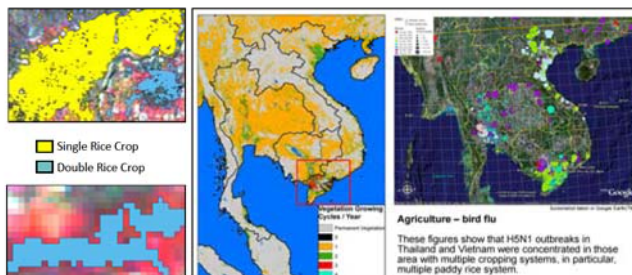 Single Rice Crop
Double Rice Crop
Vegetation Growing
Cycles / Year
Permanent Vegetation
0
1
2
3
Google
Agriculture – bird flu
These figures show that H5N1 outbreaks in
Thailand and Vietnam were concentrated in those
area with multiple cropping systems, in particular,
multiple paddy rice system.